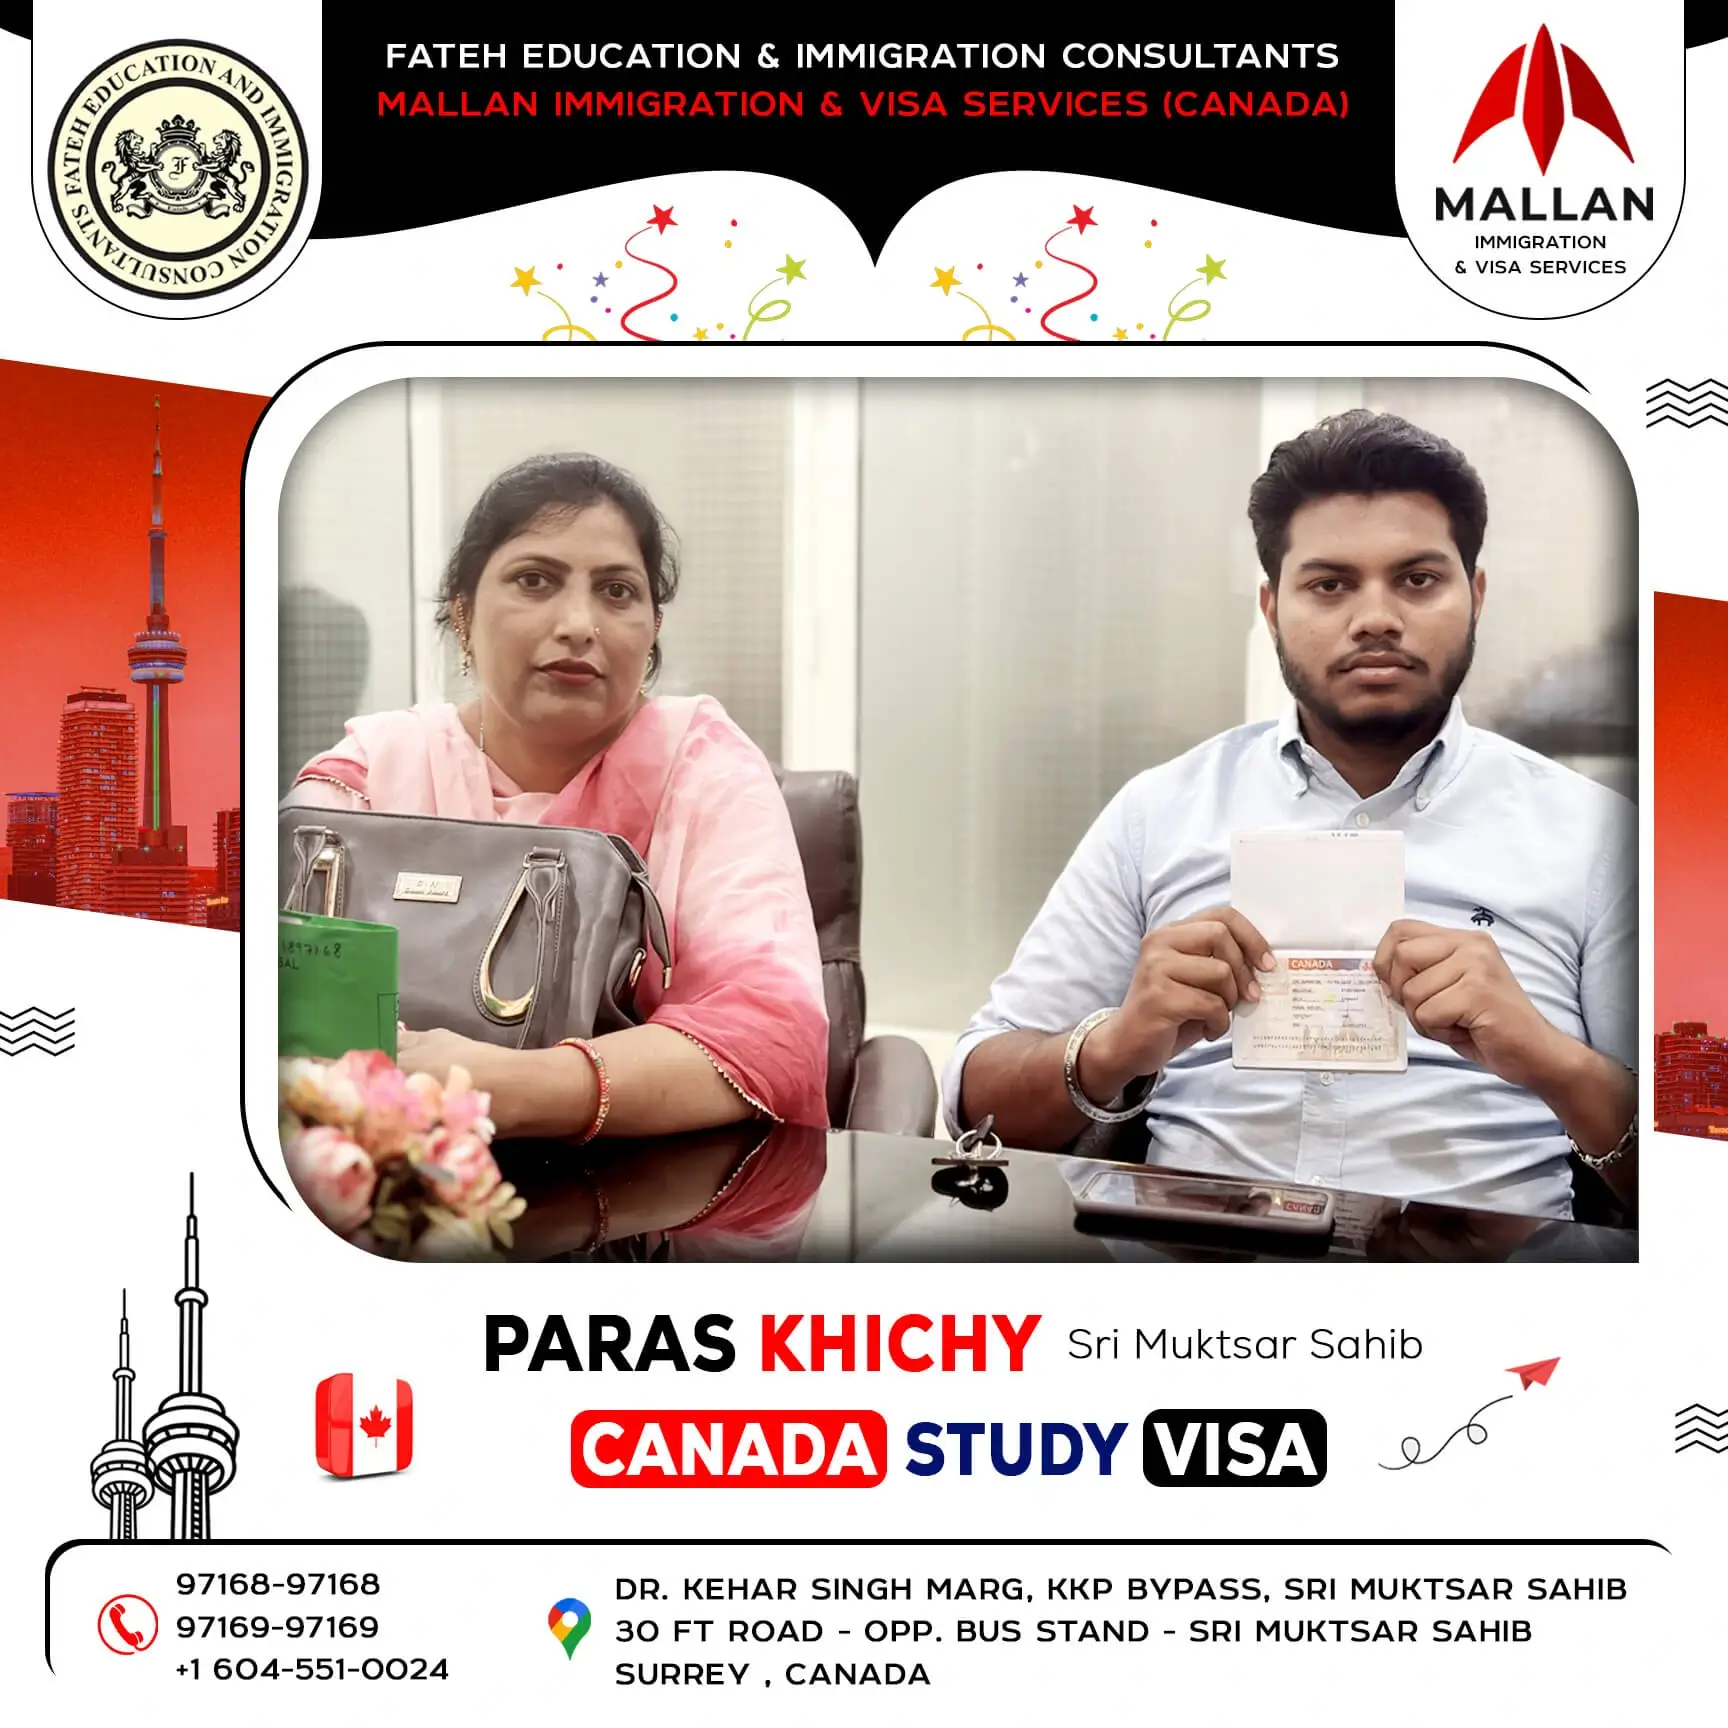 FATEH EDUCATION AND IMMIGRATION CONSULTANTS
F
FATEH EDUCATION & IMMIGRATION CONSULTANTS
MALLAN IMMIGRATION & VISA SERVICES (CANADA)
MALLAN
IMMIGRATION
& VISA SERVICES
CANADA
PARAS KHICHY Sri Muktsar Sahib
CANADA STUDY VISA
97168-97168
97169-97169
+1 604-551-0024
DR. KEHAR SINGH MARG, KKP BYPASS, SRI MUKTSAR SAHIB
30 FT ROAD - OPP. BUS STAND - SRI MUKTSAR SAHIB
SURREY , CANADA